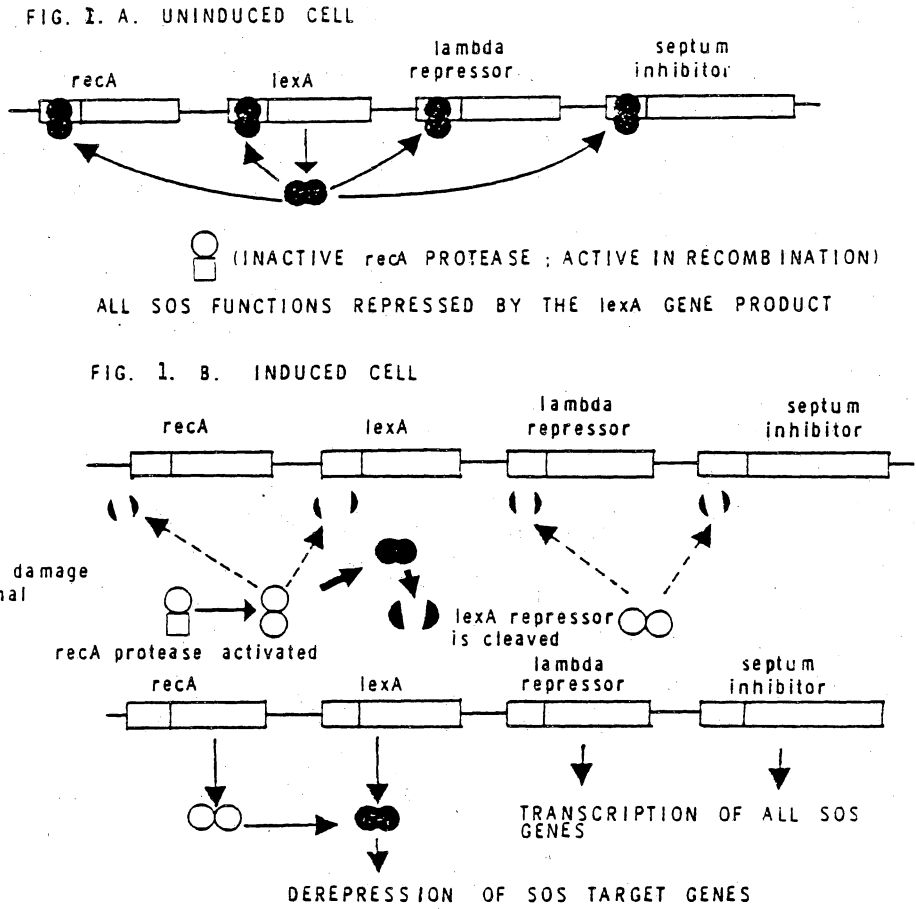 FIG. 1. A. UNINDUCED CELL
recA
lexA
lambda
repressor
septum
inhibitor
(INACTIVE recA PROTEASE ; ACTIVE IN RECOMBINATION)
ALL SOS FUNCTIONS REPRESSED BY THE lexA GENE PRODUCT
FIG. 1. B. INDUCED CELL
recA
lexA
lambda
repressor
septum
inhibitor
damage
nal
recA protease activated
lexA repressor
is cleaved
recA
lexA
lambda
repressor
septum
inhibitor
TRANSCRIPTION OF ALL SOS
GENES
DEREPRESSION OF SOS TARGET GENES